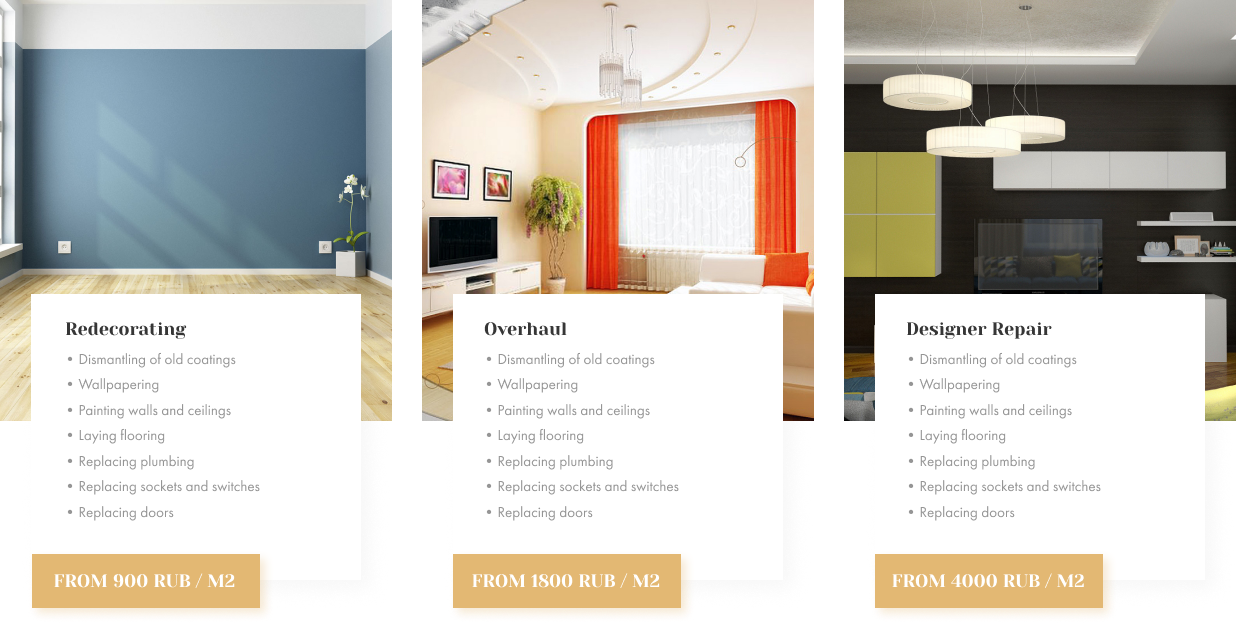 Redecorating
• Dismantling of old coatings
• Wallpapering
• Painting walls and ceilings
• Laying flooring
• Replacing plumbing
• Replacing sockets and switches
• Replacing doors
FROM 900 RUB / M2
Overhaul
• Dismantling of old coatings
• Wallpapering
• Painting walls and ceilings
• Laying flooring
• Replacing plumbing
• Replacing sockets and switches
• Replacing doors
FROM 1800 RUB / M2
Designer Repair
• Dismantling of old coatings
• Wallpapering
• Painting walls and ceilings
• Laying flooring
• Replacing plumbing
• Replacing sockets and switches
• Replacing doors
FROM 4000 RUB / M2